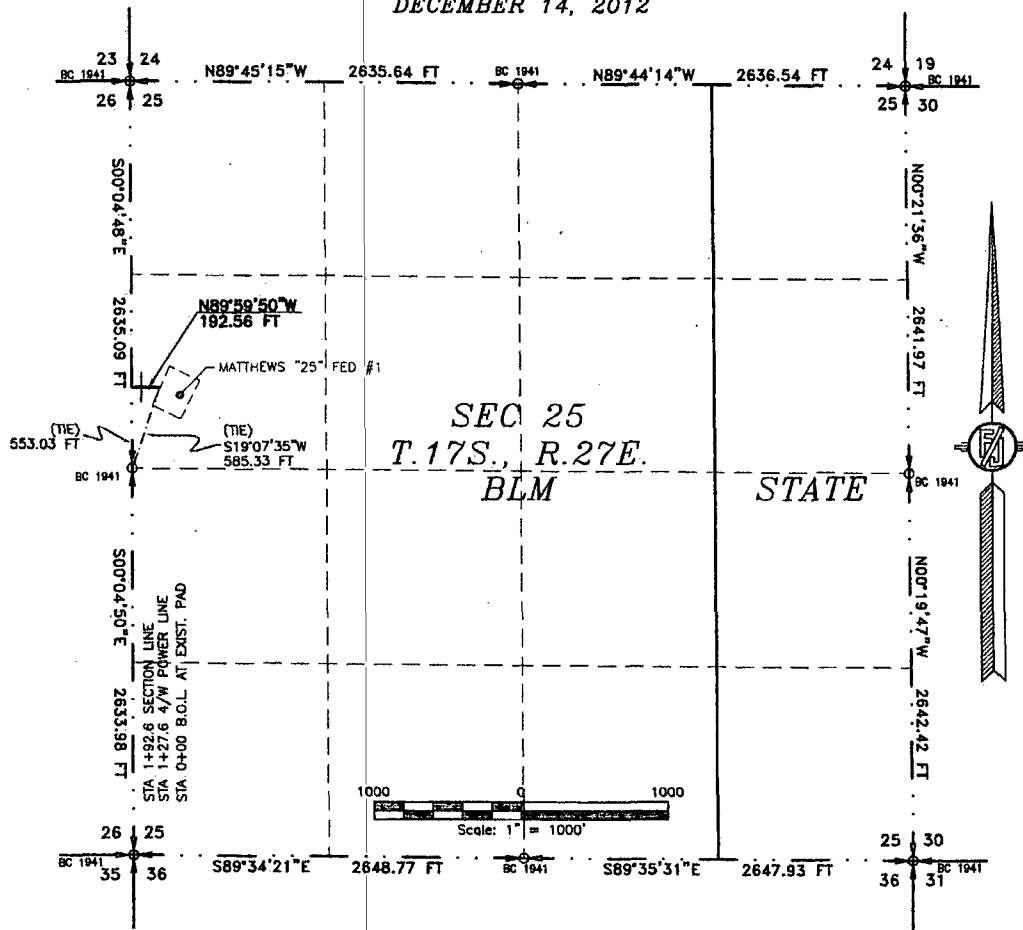 DECEMBER 14, 2012
23 24
BC 1941
26 25
N89°45'15"W 2635.64 FT
BC 1941
N89°44'14"W 2636.54 FT
24 19
BC 1941
25 30
S00°04'48"E 2635.09 FT
N00°21'36"W 2641.97 FT
N89°59'50"W
192.56 FT
MATTHEWS "25" FED #1
(TIE)
553.03 FT
(TIE)
S19°07'35"W
585.33 FT
BC 1941
SEC 25
T.17S., R.27E.
BLM
STATE
BC 1941
S00°04'50"E 2633.98 FT
STA 1+92.6 SECTION LINE
STA 1+27.6 4/W POWER LINE
STA 0+00 B.O.L AT EXIST. PAD
N00°19'47"W 2642.42 FT
1000 0 1000
Scale: 1" = 1000'
26 25
BC 1941
35 36
S89°34'21"E 2648.77 FT
BC 1941
S89°35'31"E 2647.93 FT
25 30
BC 1941
36 31